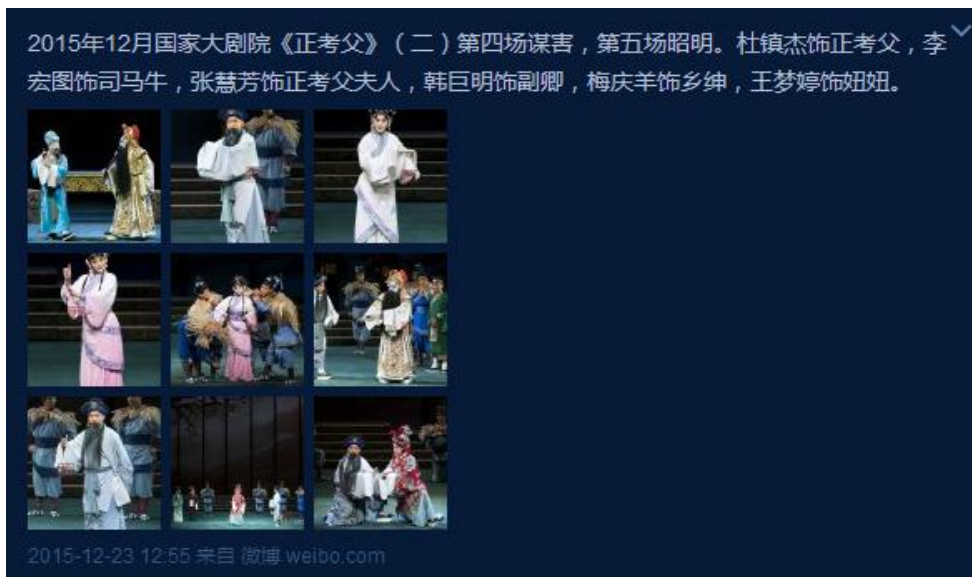 2015年12月国家大剧院《正考父》（二）第四场谋害，第五场昭明。杜镇杰饰正考父，李
宏图饰司马牛，张慧芳饰正考父夫人，韩巨明饰副卿，梅庆羊饰乡绅，王梦婷饰妞妞。
2015-12-23 12:55 来自 微博 weibo.com